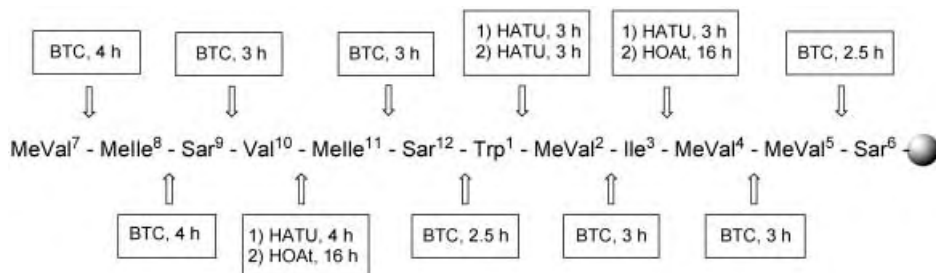 BTC, 4 h
BTC, 3 h
BTC, 3 h
1) HATU, 3 h
2) HATU, 3 h
1) HATU, 3 h
2) HOAt, 16 h
BTC, 2.5 h
MeVal⁷ - MeIle⁸ - Sar⁹ - Val¹⁰ - MeIle¹¹ - Sar¹² - Trp¹ - MeVal² - Ile³ - MeVal⁴ - MeVal⁵ - Sar⁶ -
BTC, 4 h
1) HATU, 4 h
2) HOAt, 16 h
BTC, 2.5 h
BTC, 3 h
BTC, 3 h